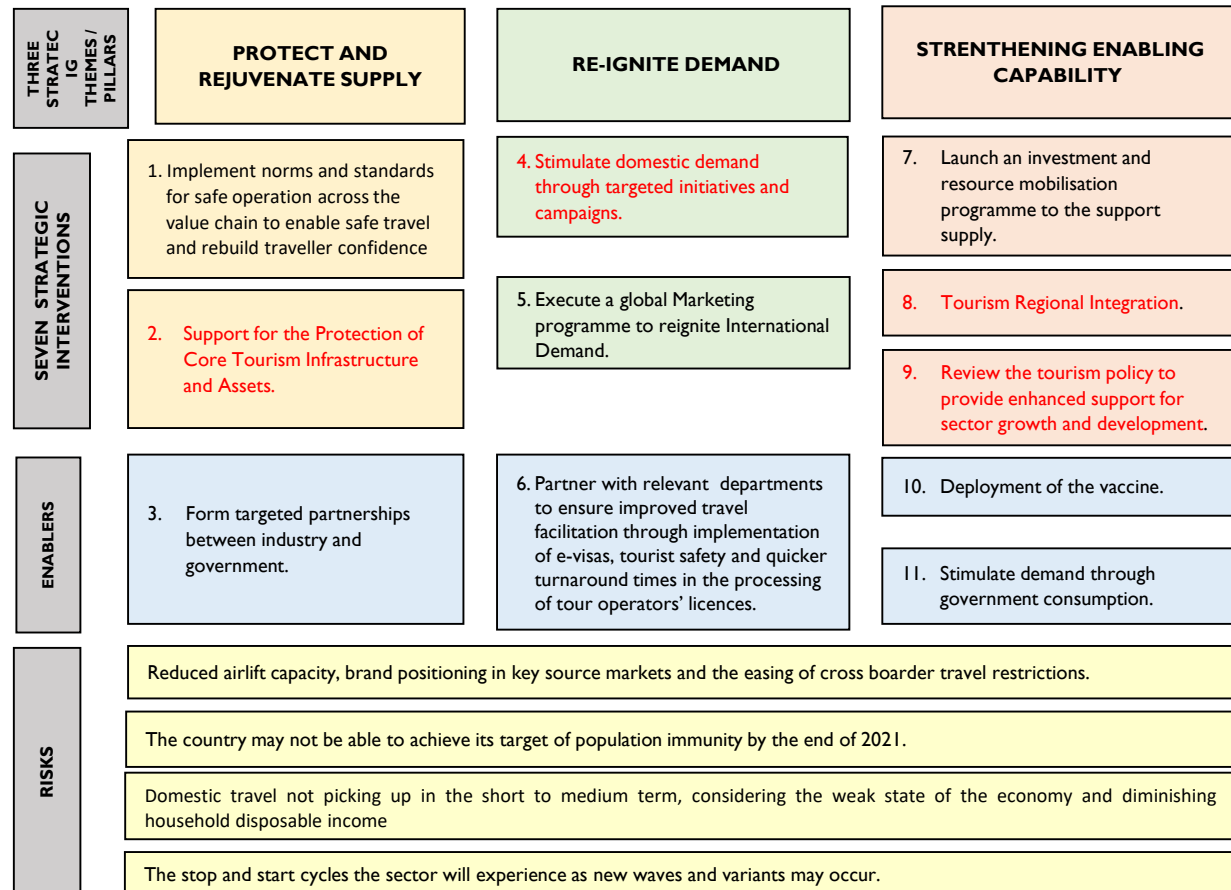 THREE
STRATEC
IG
THEMES /
PILLARS
PROTECT AND
REJUVENATE SUPPLY
RE-IGNITE DEMAND
STRENTHENING ENABLING
CAPABILITY
SEVEN STRATEGIC
INTERVENTIONS
1. Implement norms and standards
for safe operation across the
value chain to enable safe travel
and rebuild traveller confidence
2. Support for the Protection of
Core Tourism Infrastructure
and Assets.
4. Stimulate domestic demand
through targeted initiatives and
campaigns.
5. Execute a global Marketing
programme to reignite International
Demand.
7. Launch an investment and
resource mobilisation
programme to the support
supply.
8. Tourism Regional Integration.
9. Review the tourism policy to
provide enhanced support for
sector growth and development.
ENABLERS
3. Form targeted partnerships
between industry and
government.
6. Partner with relevant departments
to ensure improved travel
facilitation through implementation
of e-visas, tourist safety and quicker
turnaround times in the processing
of tour operators’ licences.
10. Deployment of the vaccine.
11. Stimulate demand through
government consumption.
RISKS
Reduced airlift capacity, brand positioning in key source markets and the easing of cross boarder travel restrictions.
The country may not be able to achieve its target of population immunity by the end of 2021.
Domestic travel not picking up in the short to medium term, considering the weak state of the economy and diminishing
household disposable income
The stop and start cycles the sector will experience as new waves and variants may occur.